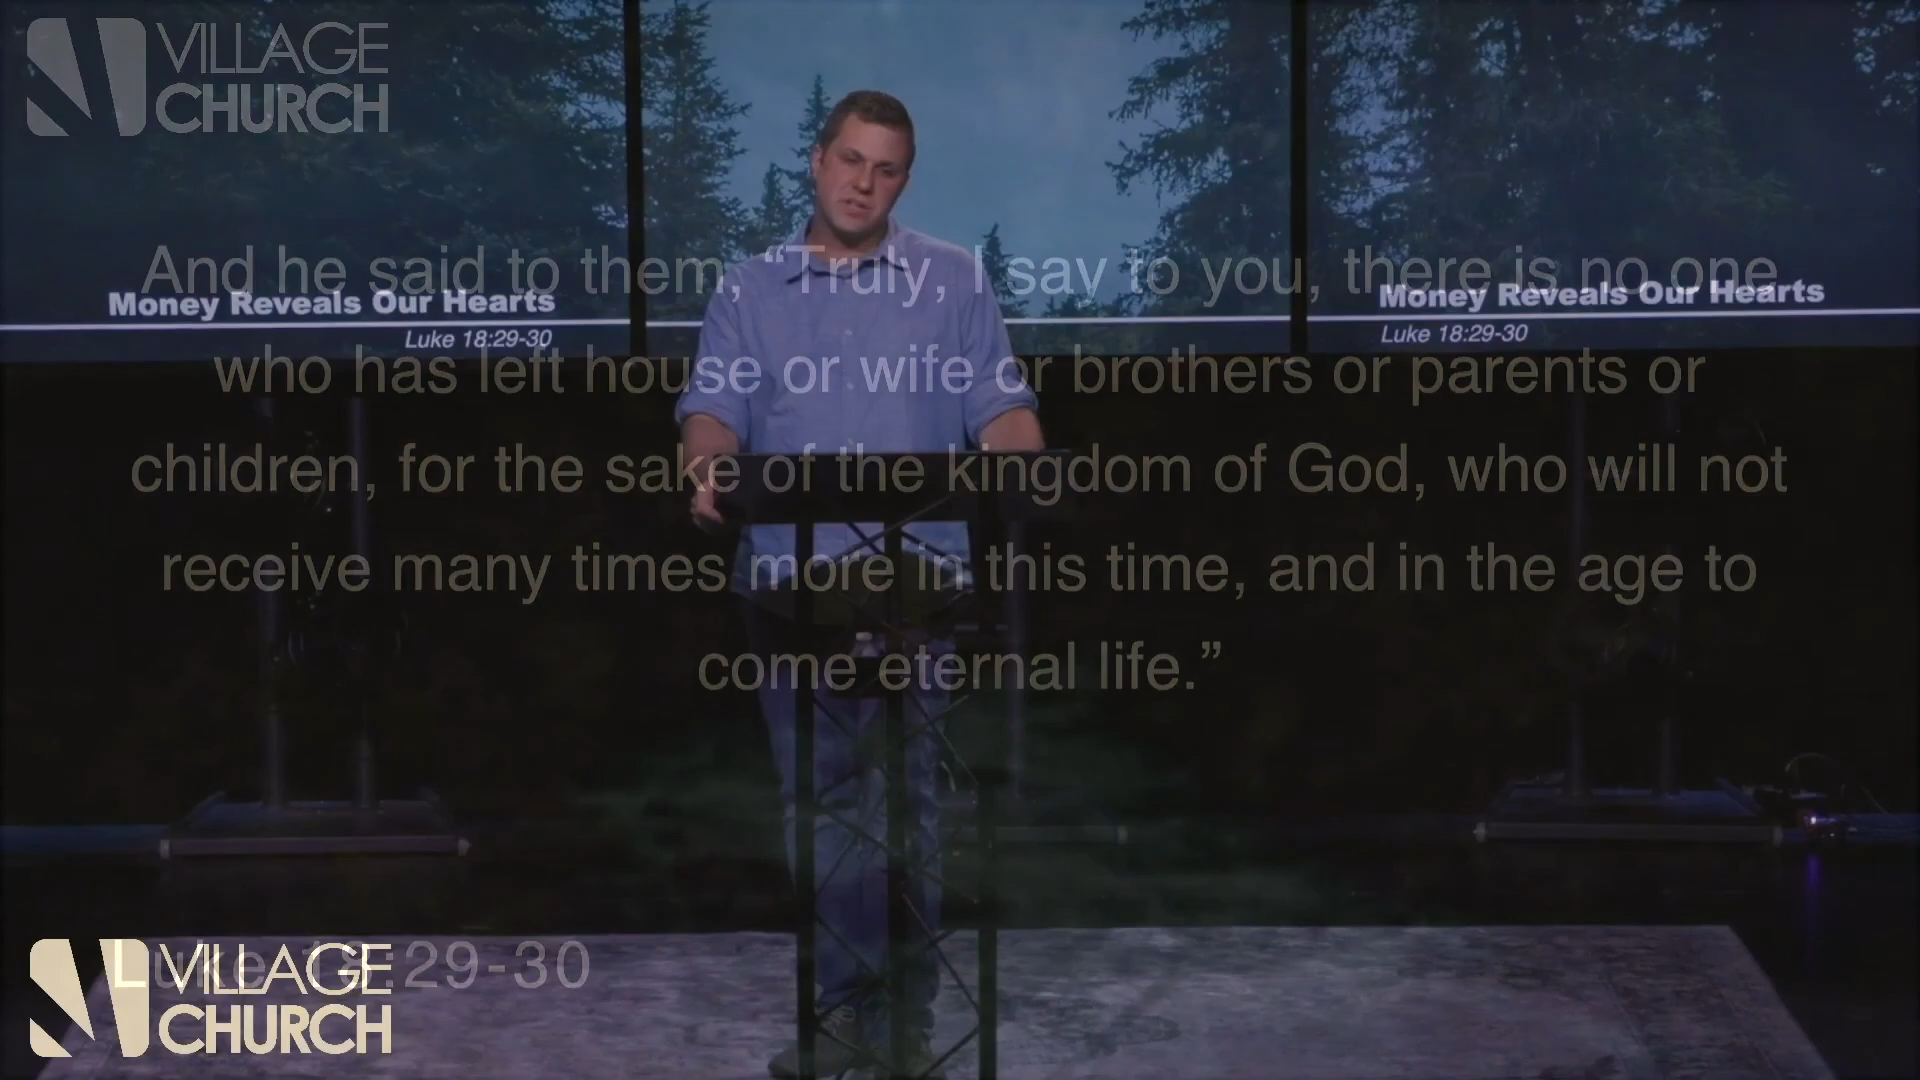 VILLAGE
CHURCH
And he said to them, “Truly, I say to you, there is no one
who has left house or wife or brothers or parents or
children, for the sake of the kingdom of God, who will not
receive many times more in this time, and in the age to
come eternal life.”
Money Reveals Our Hearts
Luke 18:29-30
Money Reveals Our Hearts
Luke 18:29-30
Luke 18:29-30
VILLAGE
CHURCH